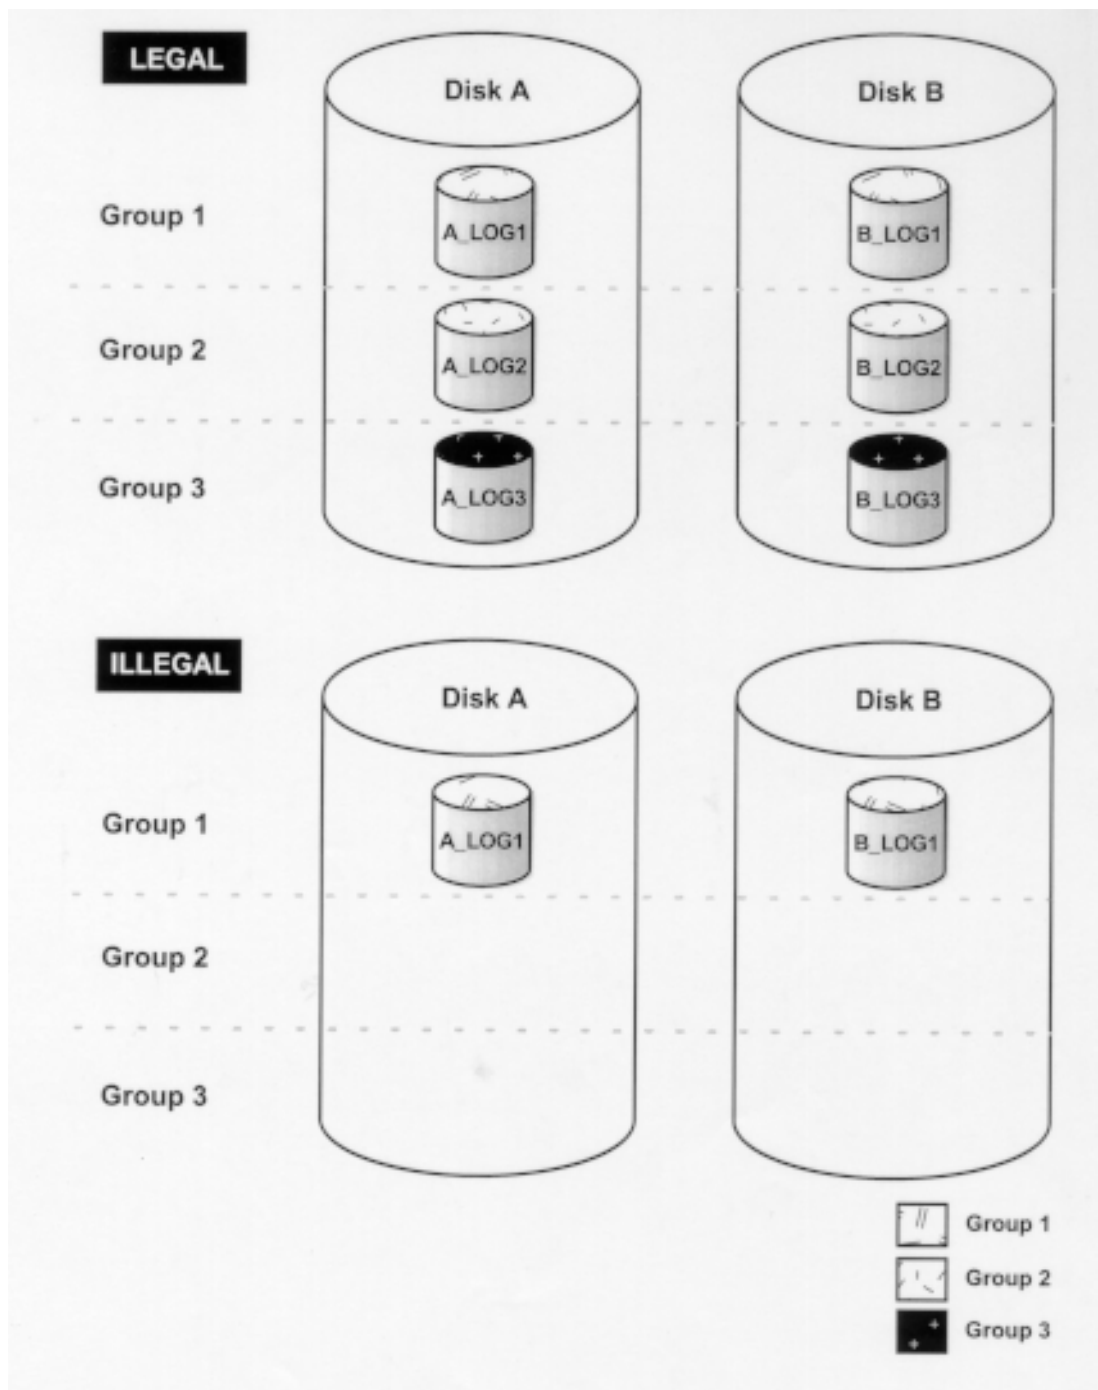 LEGAL
Disk A
Disk B
Group 1
A_LOG1
B_LOG1
Group 2
A_LOG2
B_LOG2
Group 3
A_LOG3
B_LOG3
ILLEGAL
Disk A
Disk B
Group 1
A_LOG1
B_LOG1
Group 2
Group 3
Group 1
Group 2
Group 3